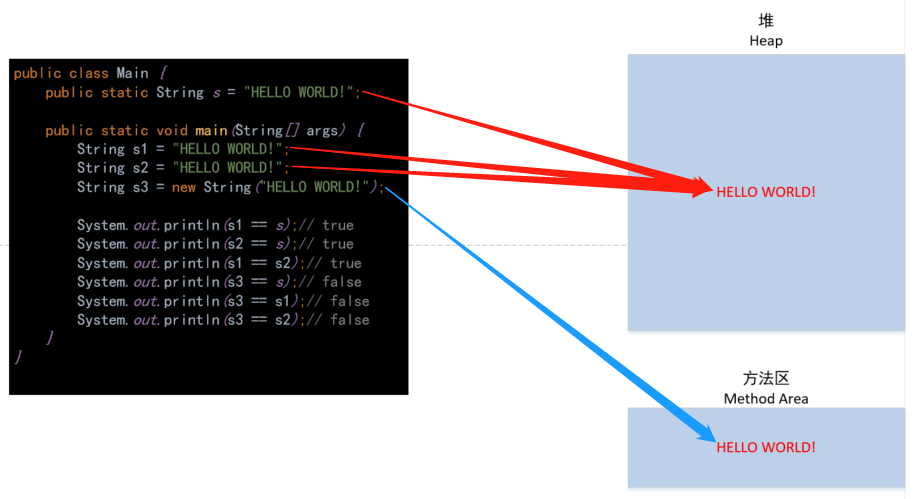 堆
Heap
public class Main {
public static String s = "HELLO WORLD!";
public static void main(String[] args) {
String s1 = "HELLO WORLD!";
String s2 = "HELLO WORLD!";
String s3 = new String("HELLO WORLD!");
System.out.println(s1 == s);// true
System.out.println(s2 == s);// true
System.out.println(s1 == s2);// true
System.out.println(s3 == s);// false
System.out.println(s3 == s1);// false
System.out.println(s3 == s2);// false
}
}
HELLO WORLD!
方法区
Method Area
HELLO WORLD!